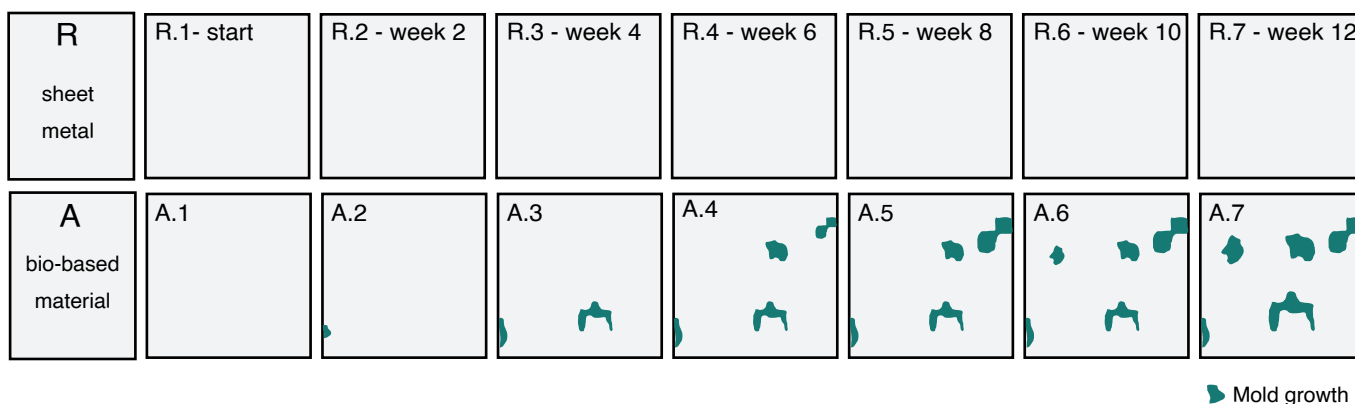 R
sheet
metal
R.1- start
R.2 - week 2
R.3 - week 4
R.4 - week 6
R.5 - week 8
R.6 - week 10
R.7 - week 12
A
bio-based
material
A.1
A.2
A.3
A.4
A.5
A.6
A.7
Mold growth